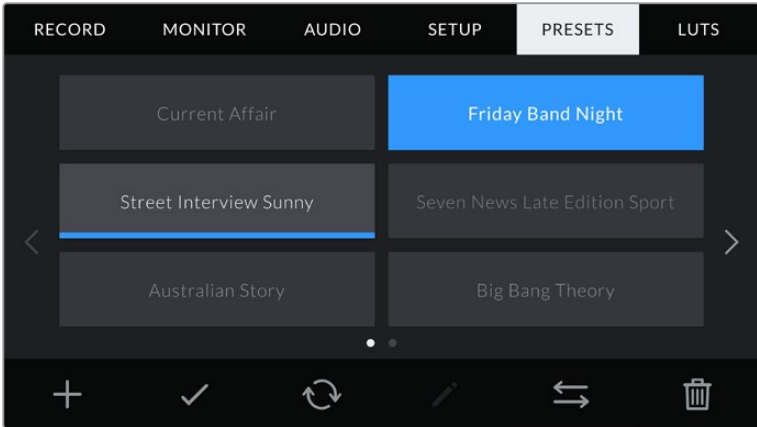 RECORD MONITOR AUDIO SETUP PRESETS LUTS
Current Affair Friday Band Night
Street Interview Sunny Seven News Late Edition Sport
Australian Story Big Bang Theory